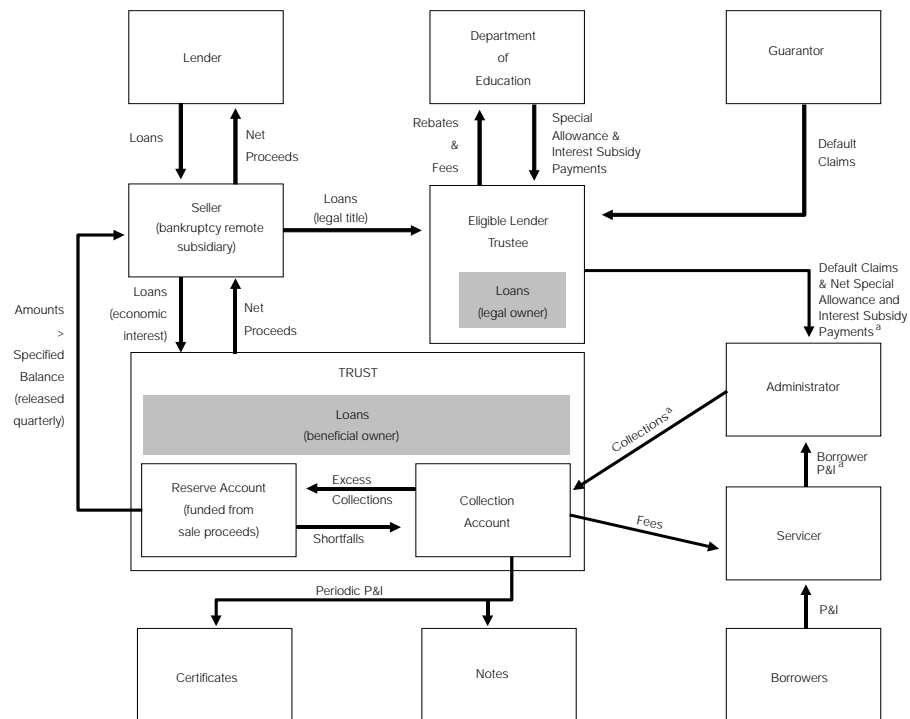 Lender
Department
of
Education
Guarantor
Loans
Net
Proceeds
Rebates
&
Fees
Special
Allowance &
Interest Subsidy
Payments
Default
Claims
Seller
(bankruptcy remote
subsidiary)
Loans
(legal title)
Eligible Lender
Trustee
Loans
(legal owner)
Amounts
>
Specified
Balance
(released
quarterly)
Loans
(economic
interest)
Net
Proceeds
Default Claims
& Net Special
Allowance and
Interest Subsidy
Payments a
TRUST
Loans
(beneficial owner)
Administrator
Collections a
Borrower
P&I a
Reserve Account
(funded from
sale proceeds)
Excess
Collections
Shortfalls
Collection
Account
Fees
Servicer
Periodic P&I
P&I
Certificates
Notes
Borrowers